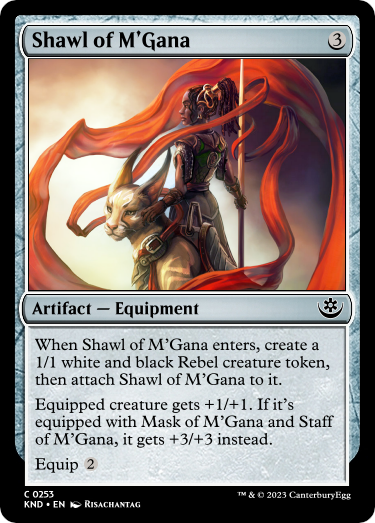 Shawl of M'Gana 3
Artifact — Equipment
When Shawl of M'Gana enters, create a
1/1 white and black Rebel creature token,
then attach Shawl of M'Gana to it.
Equipped creature gets +1/+1. If it's
equipped with Mask of M'Gana and Staff
of M'Gana, it gets +3/+3 instead.
Equip 2
C 0253
KND • EN Risachantag
™ & © 2023 CanterburyEgg